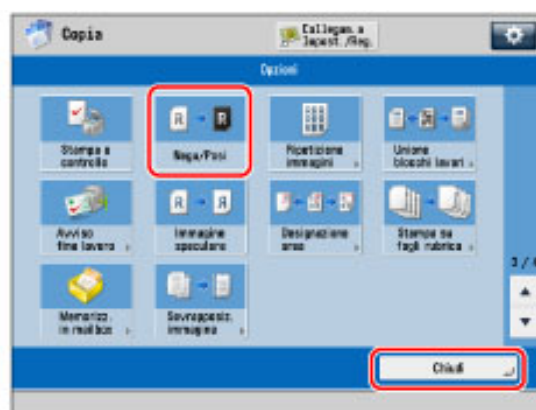 Copia
Collegam. a
Impost./Reg.
Opzioni
Stampa a
controllo
R R
Nega/Posi
Ripetizione
immagini
Unione
blocchi lavori
Avviso
fine lavoro
R Я
Immagine
speculare
Designazione
area
Stampa su
fogli rubrica
Memorizz.
in mailbox
Sovrapposiz.
immagine
Chiudi